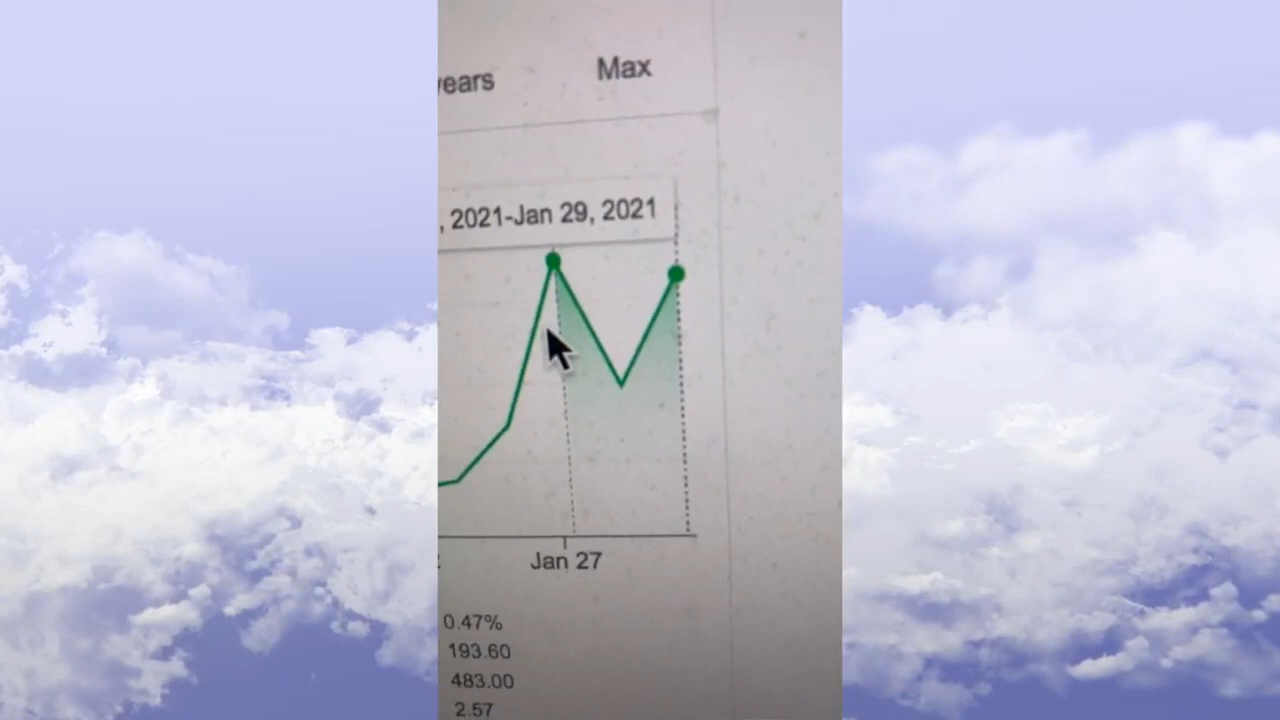 years
Max
, 2021-Jan 29, 2021
Jan 27
0.47%
193.60
483.00
2.57